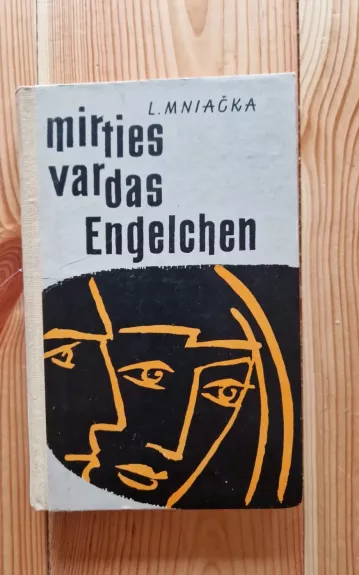 L. MNIAČKA
mirties
vardas
Engelchen